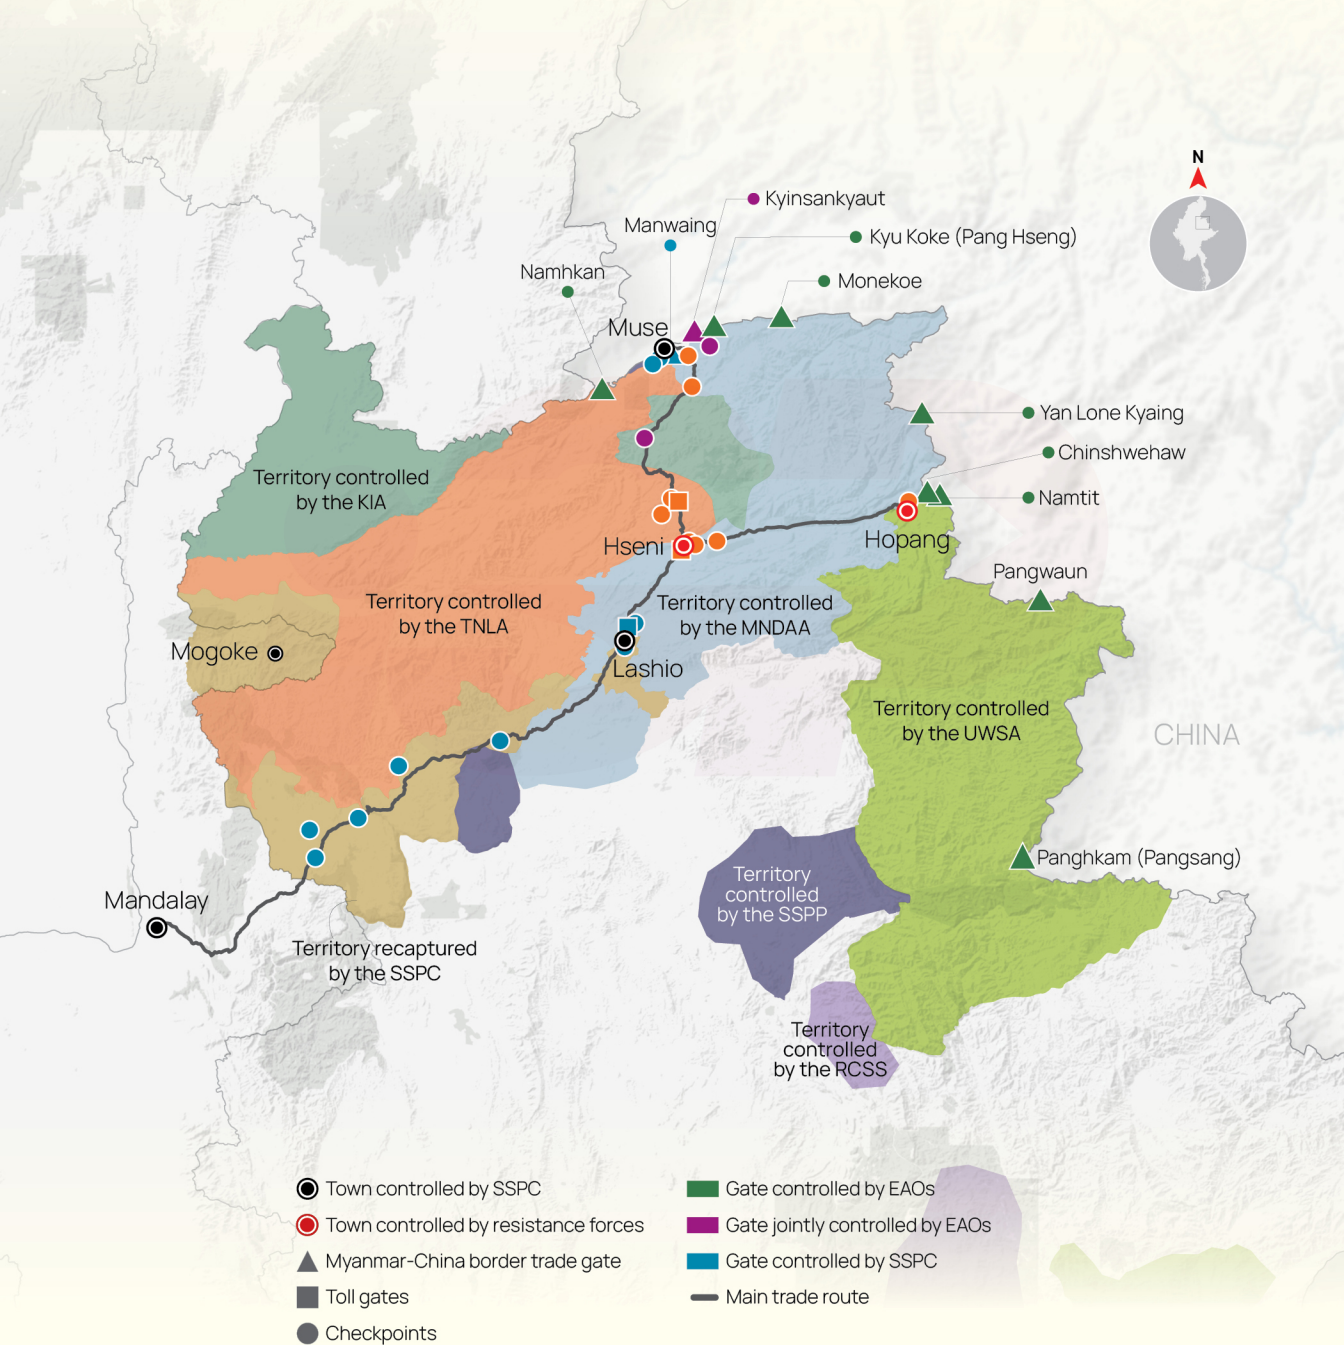 N
Kyinsankyaut
Manwaing
Kyu Koke (Pang Hseng)
Namhkan
Monekoe
Muse
Yan Lone Kyaing
Chinshwehaw
Territory controlled
by the KIA
Namtit
Hseni
Hopang
Pangwaun
Territory controlled
by the TNLA
Territory controlled
by the MNDAA
Mogoke
Lashio
Territory controlled
by the UWSA
CHINA
Panghkam (Pangsang)
Territory
controlled
by the SSPP
Mandalay
Territory recaptured
by the SSPC
Territory
controlled
by the RCSS
Town controlled by SSPC
Town controlled by resistance forces
Myanmar-China border trade gate
Toll gates
Checkpoints
Gate controlled by EAOs
Gate jointly controlled by EAOs
Gate controlled by SSPC
Main trade route